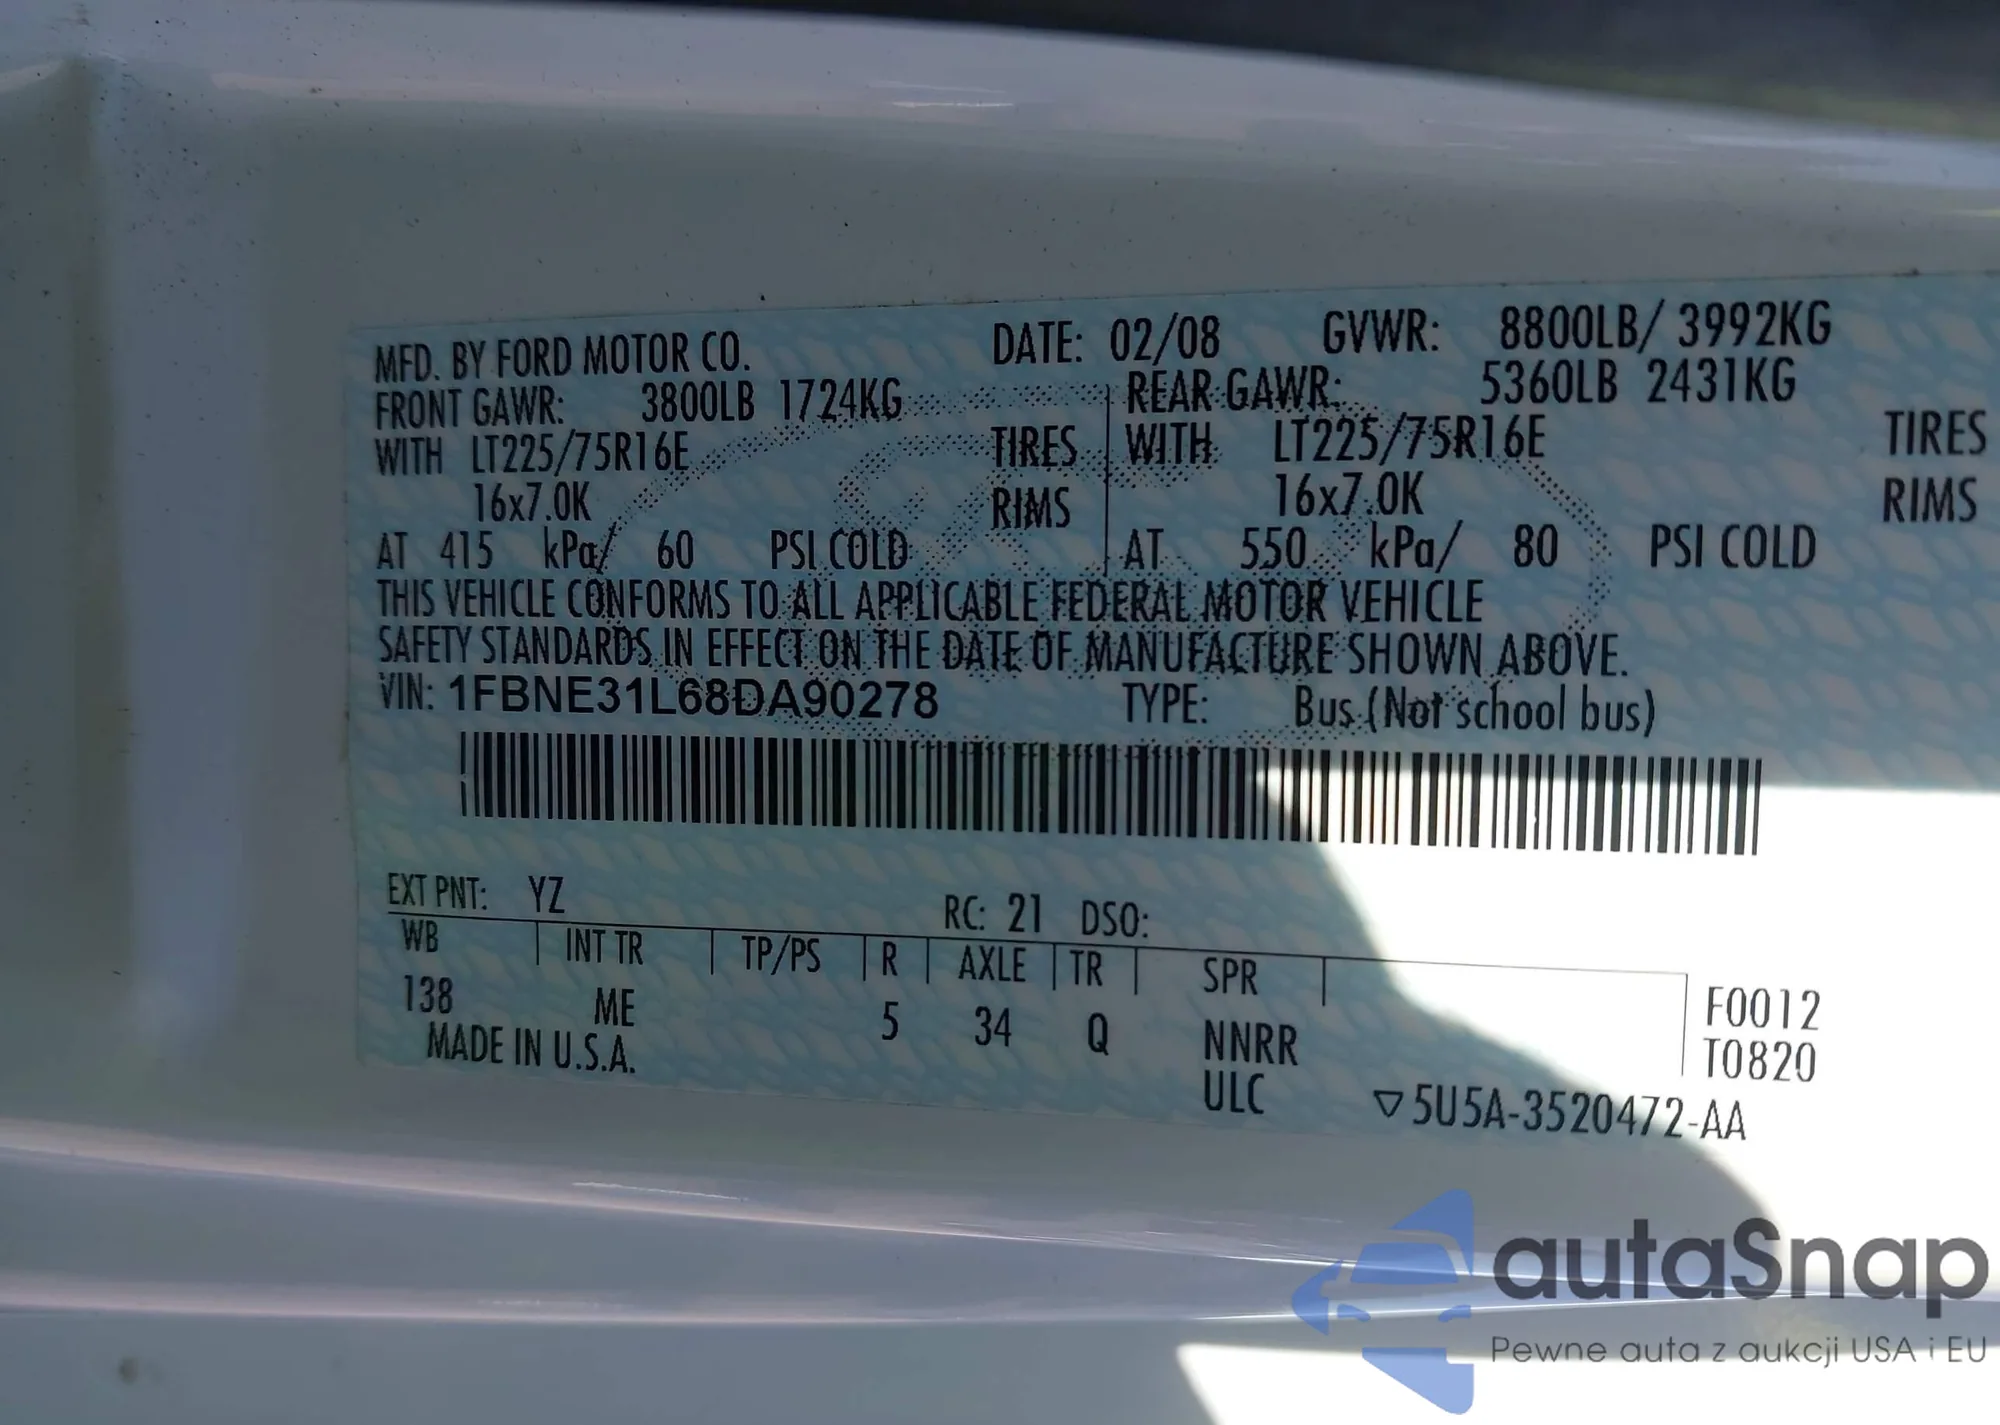 MFD. BY FORD MOTOR CO. DATE: 02/08 GVWR: 8800LB/ 3992KG
FRONT GAWR: 3800LB 1724KG REAR GAWR: 5360LB 2431KG
WITH LT225/75R16E TIRES WITH LT225/75R16E TIRES
16x7.0K RIMS 16x7.0K RIMS
AT 415 kPa/ 60 PSI COLD AT 550 kPa/ 80 PSI COLD
THIS VEHICLE CONFORMS TO ALL APPLICABLE FEDERAL MOTOR VEHICLE
SAFETY STANDARDS IN EFFECT ON THE DATE OF MANUFACTURE SHOWN ABOVE.
VIN: 1FBNE31L68DA90278 TYPE: Bus (Not school bus)
EXT PNT: YZ RC: 21 DSO:
WB INT TR TP/PS R AXLE TR SPR
138 ME 5 34 Q NNRR F0012
MADE IN U.S.A. ULC T0820
▽5U5A-3520472-AA
autaSnap
Pewne auta z aukcji USA i EU